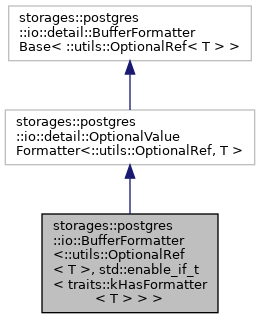 storages::postgres
::io::detail::BufferFormatter
Base< ::utils::OptionalRef< T > >
storages::postgres
::io::detail::OptionalValue
Formatter<::utils::OptionalRef, T >
storages::postgres
::io::BufferFormatter
<::utils::OptionalRef
< T >, std::enable_if_t
< traits::kHasFormatter
< T > > >